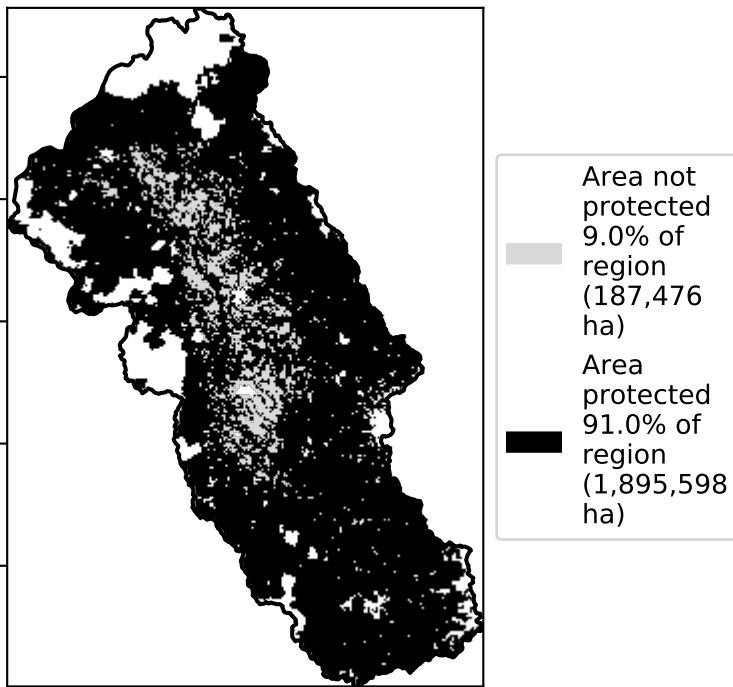 Area not
protected
9.0% of
region
(187,476
ha)
Area
protected
91.0% of
region
(1,895,598
ha)